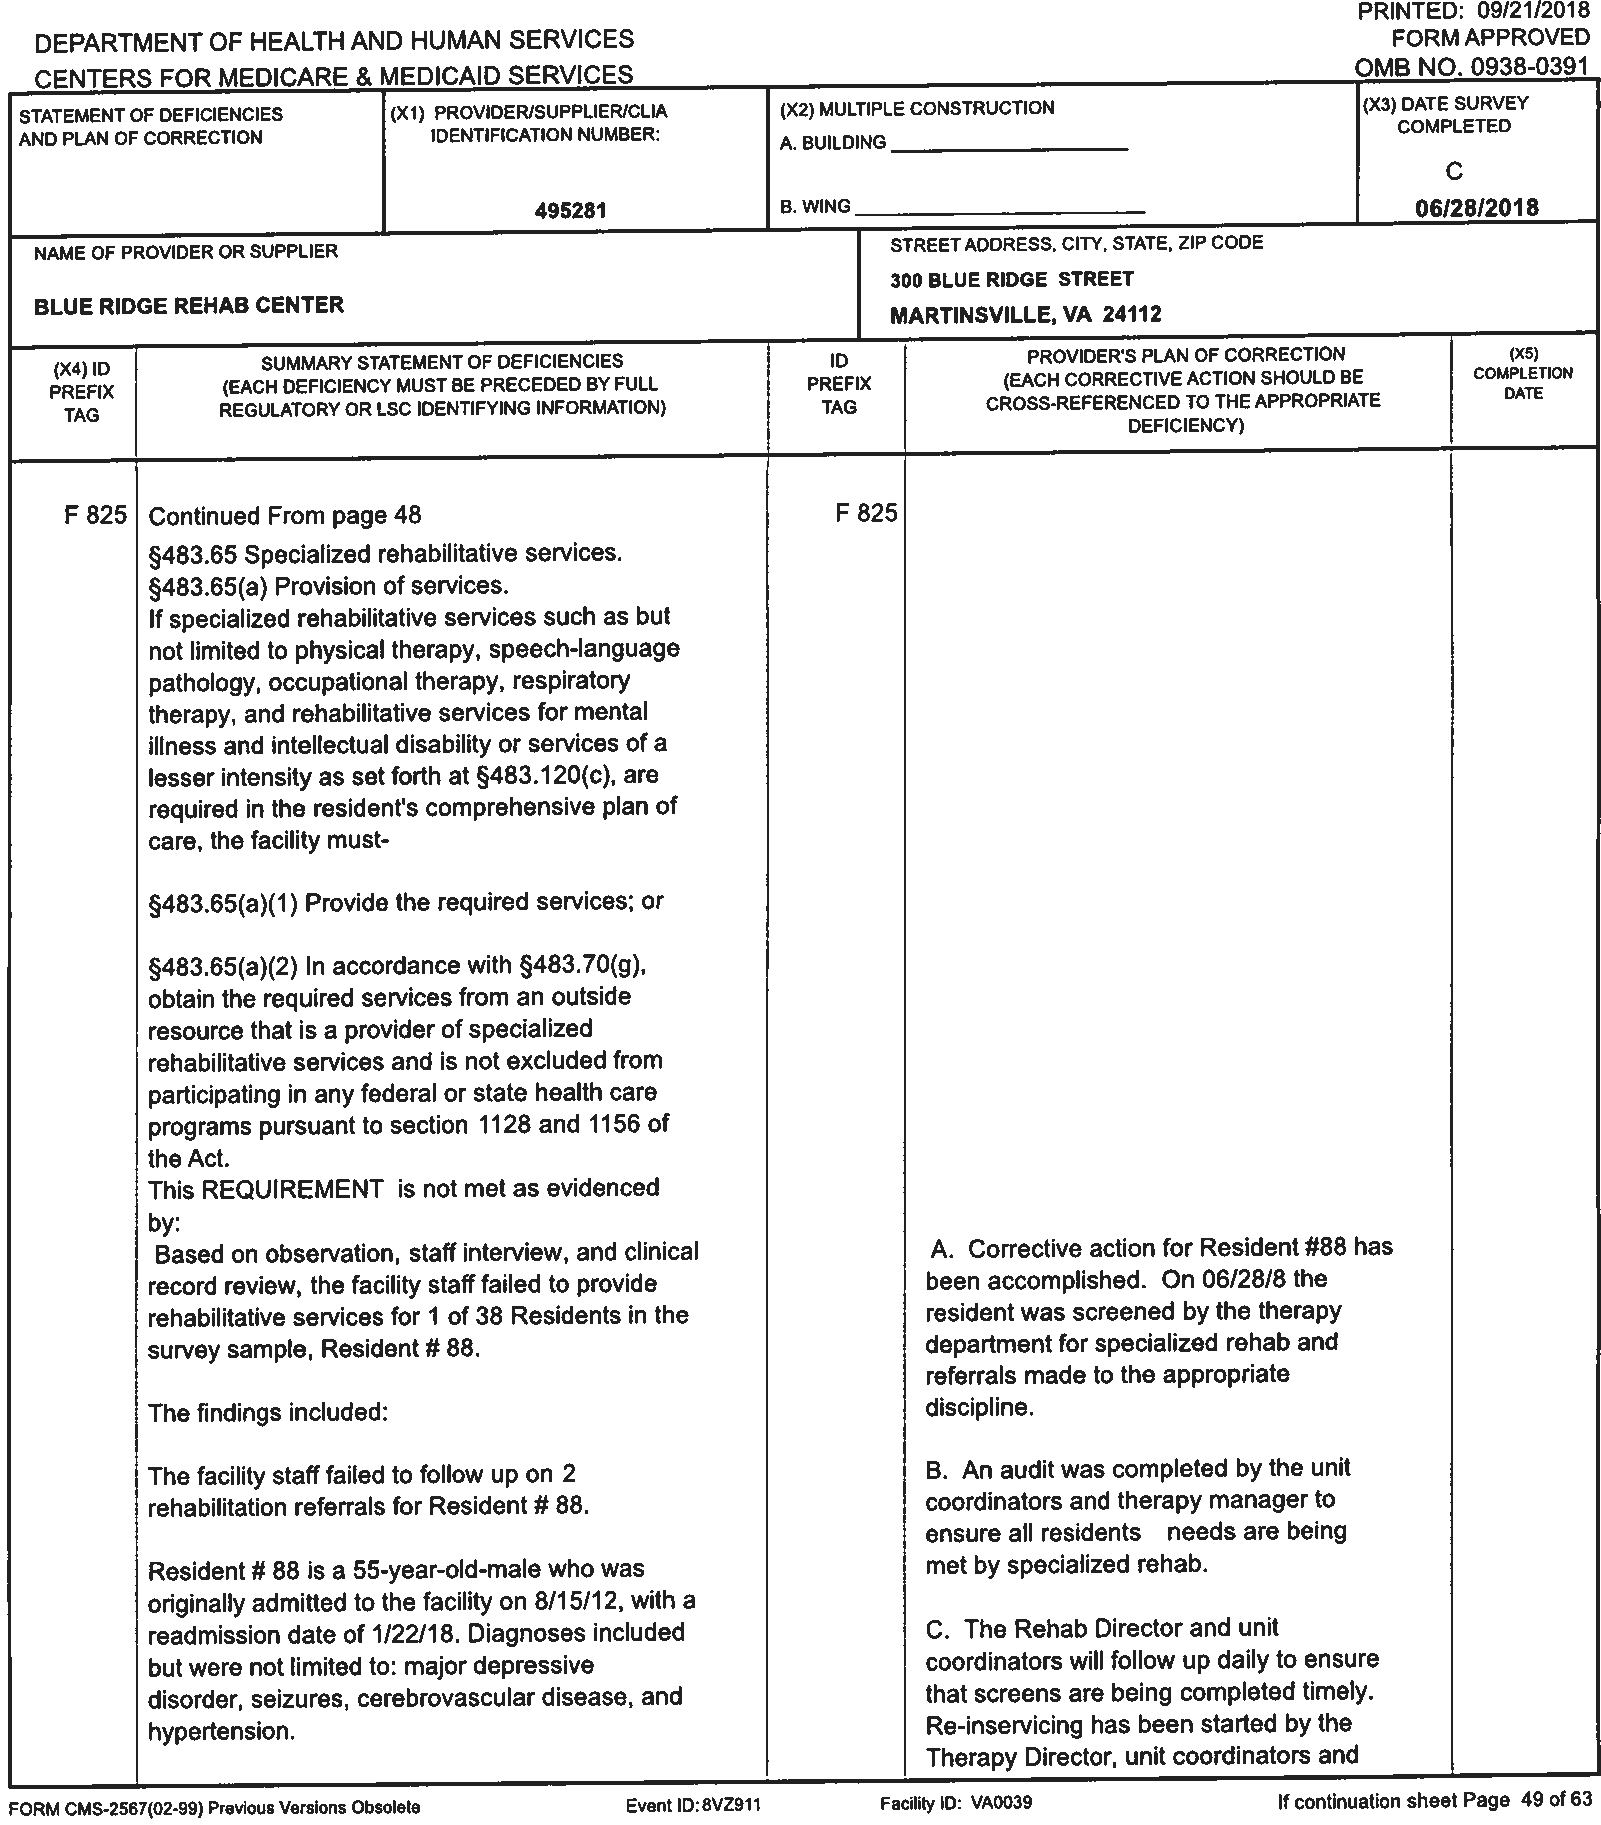 PRINTED: 09/21/2018
DEPARTMENT OF HEALTH AND HUMAN SERVICES
FORM APPROVED
CENTERS FOR MEDICARE & MEDICAID SERVICES
OMB NO. 0938-0391
STATEMENT OF DEFICIENCIES
AND PLAN OF CORRECTION
(X1) PROVIDER/SUPPLIER/CLIA
IDENTIFICATION NUMBER:
495281
(X2) MULTIPLE CONSTRUCTION
A. BUILDING
B. WING
(X3) DATE SURVEY
COMPLETED
C
06/28/2018
NAME OF PROVIDER OR SUPPLIER
BLUE RIDGE REHAB CENTER
STREET ADDRESS, CITY, STATE, ZIP CODE
300 BLUE RIDGE STREET
MARTINSVILLE, VA 24112
(X4) ID
PREFIX
TAG
SUMMARY STATEMENT OF DEFICIENCIES
(EACH DEFICIENCY MUST BE PRECEDED BY FULL
REGULATORY OR LSC IDENTIFYING INFORMATION)
ID
PREFIX
TAG
PROVIDER'S PLAN OF CORRECTION
(EACH CORRECTIVE ACTION SHOULD BE
CROSS-REFERENCED TO THE APPROPRIATE
DEFICIENCY)
(X5)
COMPLETION
DATE
F 825
Continued From page 48
§483.65 Specialized rehabilitative services.
§483.65(a) Provision of services.
If specialized rehabilitative services such as but
not limited to physical therapy, speech-language
pathology, occupational therapy, respiratory
therapy, and rehabilitative services for mental
illness and intellectual disability or services of a
lesser intensity as set forth at §483.120(c), are
required in the resident's comprehensive plan of
care, the facility must-
§483.65(a)(1) Provide the required services; or
§483.65(a)(2) In accordance with §483.70(g),
obtain the required services from an outside
resource that is a provider of specialized
rehabilitative services and is not excluded from
participating in any federal or state health care
programs pursuant to section 1128 and 1156 of
the Act.
This REQUIREMENT is not met as evidenced
by:
Based on observation, staff interview, and clinical
record review, the facility staff failed to provide
rehabilitative services for 1 of 38 Residents in the
survey sample, Resident # 88.
The findings included:
The facility staff failed to follow up on 2
rehabilitation referrals for Resident # 88.
Resident # 88 is a 55-year-old-male who was
originally admitted to the facility on 8/15/12, with a
readmission date of 1/22/18. Diagnoses included
but were not limited to: major depressive
disorder, seizures, cerebrovascular disease, and
hypertension.
F 825
A. Corrective action for Resident #88 has
been accomplished. On 06/28/8 the
resident was screened by the therapy
department for specialized rehab and
referrals made to the appropriate
discipline.
B. An audit was completed by the unit
coordinators and therapy manager to
ensure all residents needs are being
met by specialized rehab.
C. The Rehab Director and unit
coordinators will follow up daily to ensure
that screens are being completed timely.
Re-inservicing has been started by the
Therapy Director, unit coordinators and
FORM CMS-2567(02-99) Previous Versions Obsolete
Event ID: 8VZ911
Facility ID: VA0039
If continuation sheet Page 49 of 63